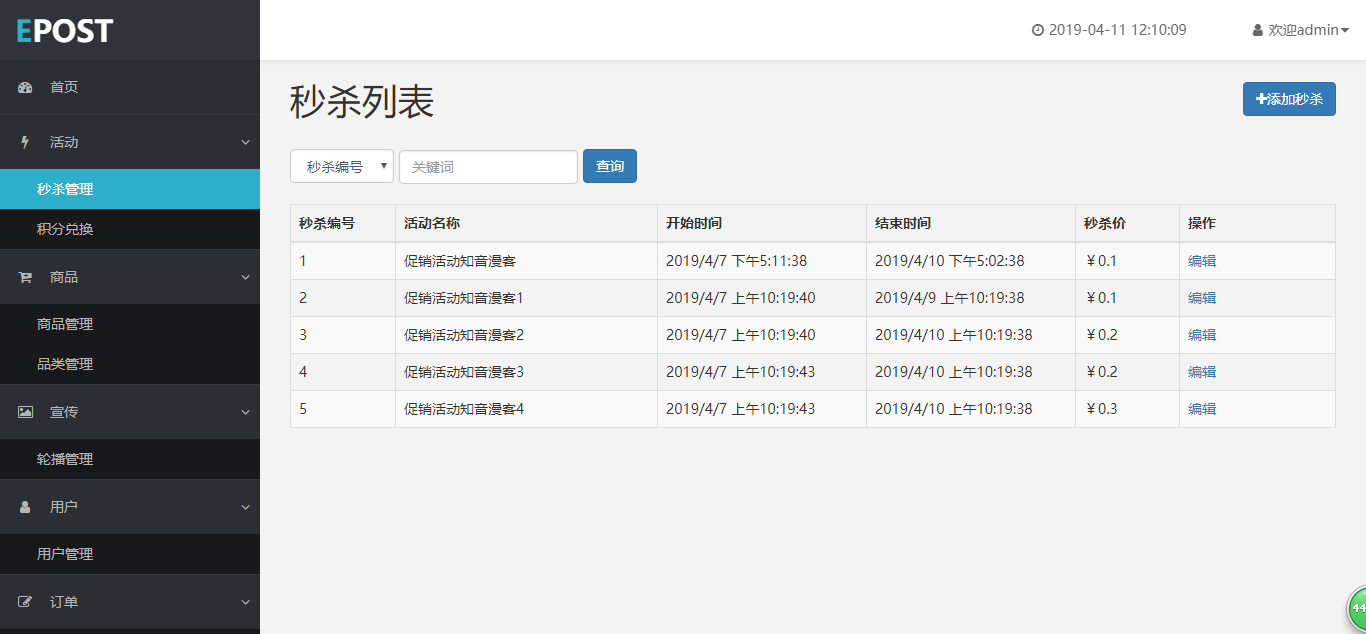 EPOST
2019-04-11 12:10:09
欢迎admin
首页
活动
秒杀管理
积分兑换
商品
商品管理
品类管理
宣传
轮播管理
用户
用户管理
订单
秒杀列表
添加秒杀
秒杀编号
关键词
查询
秒杀编号 活动名称 开始时间 结束时间 秒杀价 操作
1 促销活动知音漫客 2019/4/7 下午5:11:38 2019/4/10 下午5:02:38 ¥0.1 编辑
2 促销活动知音漫客1 2019/4/7 上午10:19:40 2019/4/9 上午10:19:38 ¥0.1 编辑
3 促销活动知音漫客2 2019/4/7 上午10:19:40 2019/4/10 上午10:19:38 ¥0.2 编辑
4 促销活动知音漫客3 2019/4/7 上午10:19:43 2019/4/10 上午10:19:38 ¥0.2 编辑
5 促销活动知音漫客4 2019/4/7 上午10:19:43 2019/4/10 上午10:19:38 ¥0.3 编辑
44